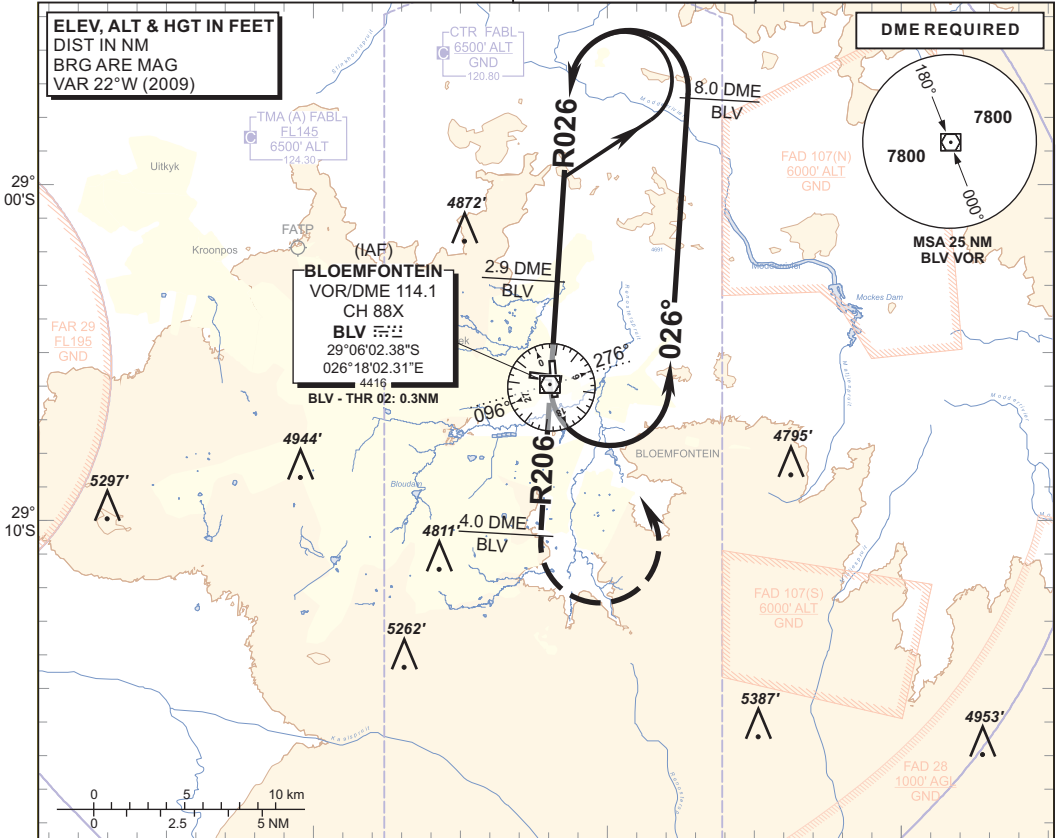 ELEV, ALT & HGT IN FEET
DIST IN NM
BRG ARE MAG
VAR 22°W (2009)
CTR FABL
6500' ALT
GND
120.80
C
DME REQUIRED
180°
7800
7800
000°
MSA 25 NM
BLV VOR
TMA (A) FABL
FL145
6500' ALT
124.30
C
8.0 DME
BLV
R026
FAD 107(N)
6000' ALT
GND
Uitkyk
29°
00'S
4872'
FATP
Kroonpos
(IAF)
BLOEMFONTEIN
VOR/DME 114.1
CH 88X
BLV
29°06'02.38"S
026°18'02.31"E
4416
BLV - THR 02: 0.3NM
2.9 DME
BLV
Mockes Dam
FAR 29
FL195
GND
026°
276°
096°
R206
BLOEMFONTEIN
4944'
4795'
5297'
Bloudam
29°
10'S
4811'
4.0 DME
BLV
FAD 107(S)
6000' ALT
GND
5262'
5387'
4953'
FAD 28
1000' AGL
GND
0
5
10 km
0
2.5
5 NM